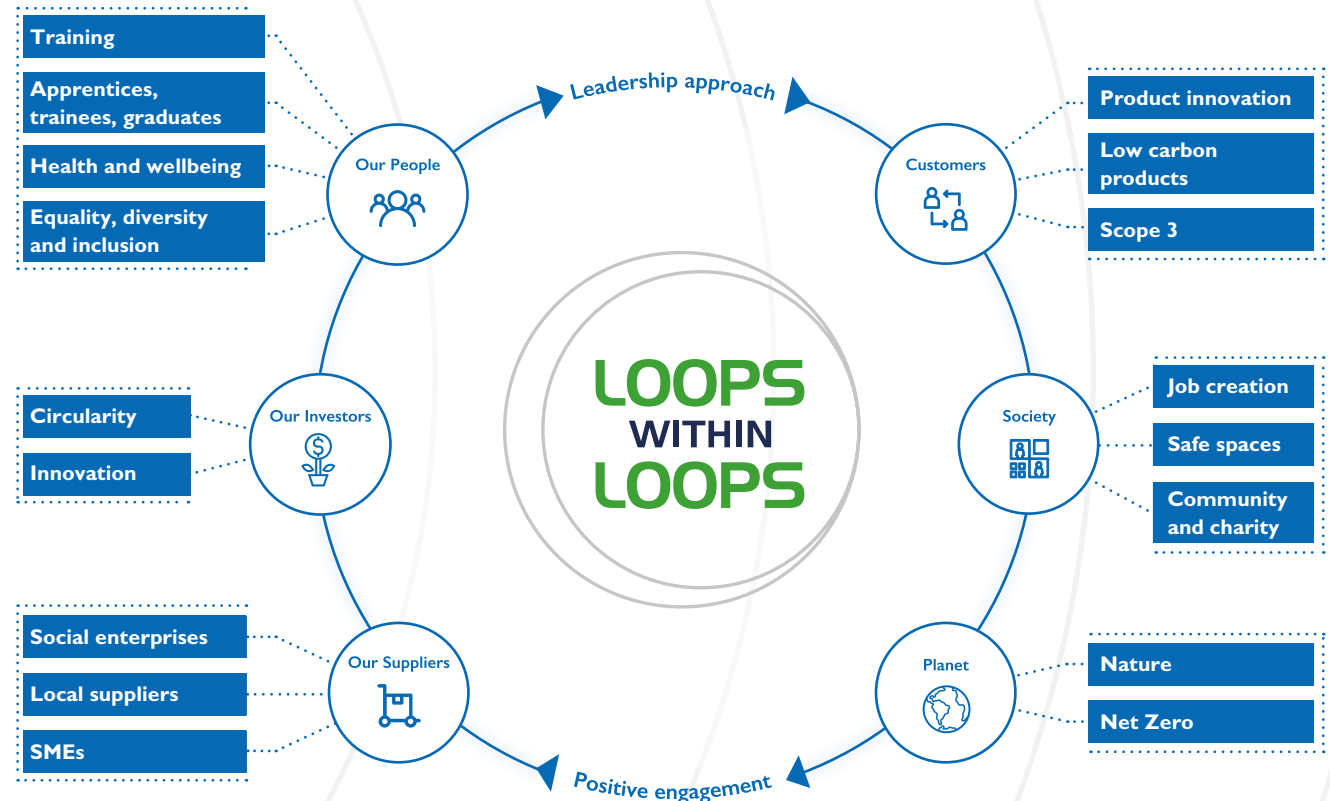 Training
Apprentices,
trainees, graduates
Health and wellbeing
Equality, diversity
and inclusion
Our People
Leadership approach
Customers
Product innovation
Low carbon
products
Scope 3
Circularity
Innovation
Our Investors
LOOPS
WITHIN
LOOPS
Society
Job creation
Safe spaces
Community
and charity
Social enterprises
Local suppliers
SMEs
Our Suppliers
Positive engagement
Planet
Nature
Net Zero